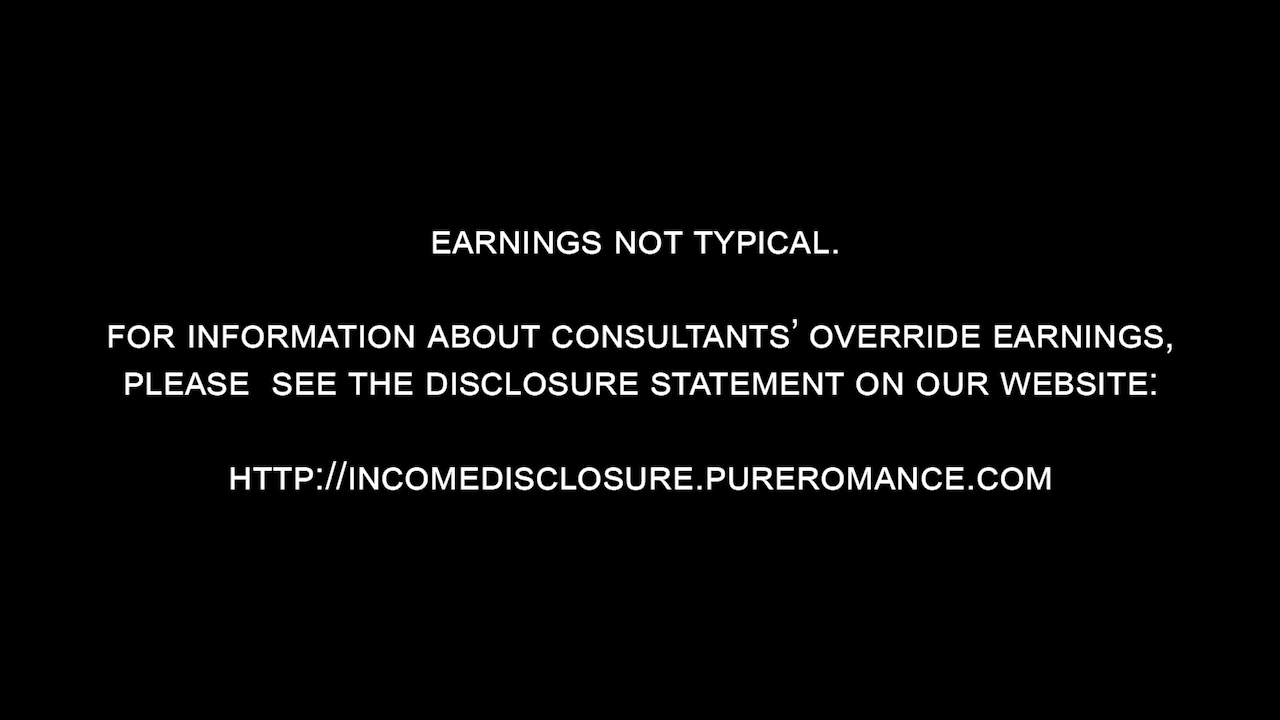 EARNINGS NOT TYPICAL.
FOR INFORMATION ABOUT CONSULTANTS’ OVERRIDE EARNINGS,
PLEASE  SEE THE DISCLOSURE STATEMENT ON OUR WEBSITE:
HTTP://INCOMEDISCLOSURE.PUREROMANCE.COM